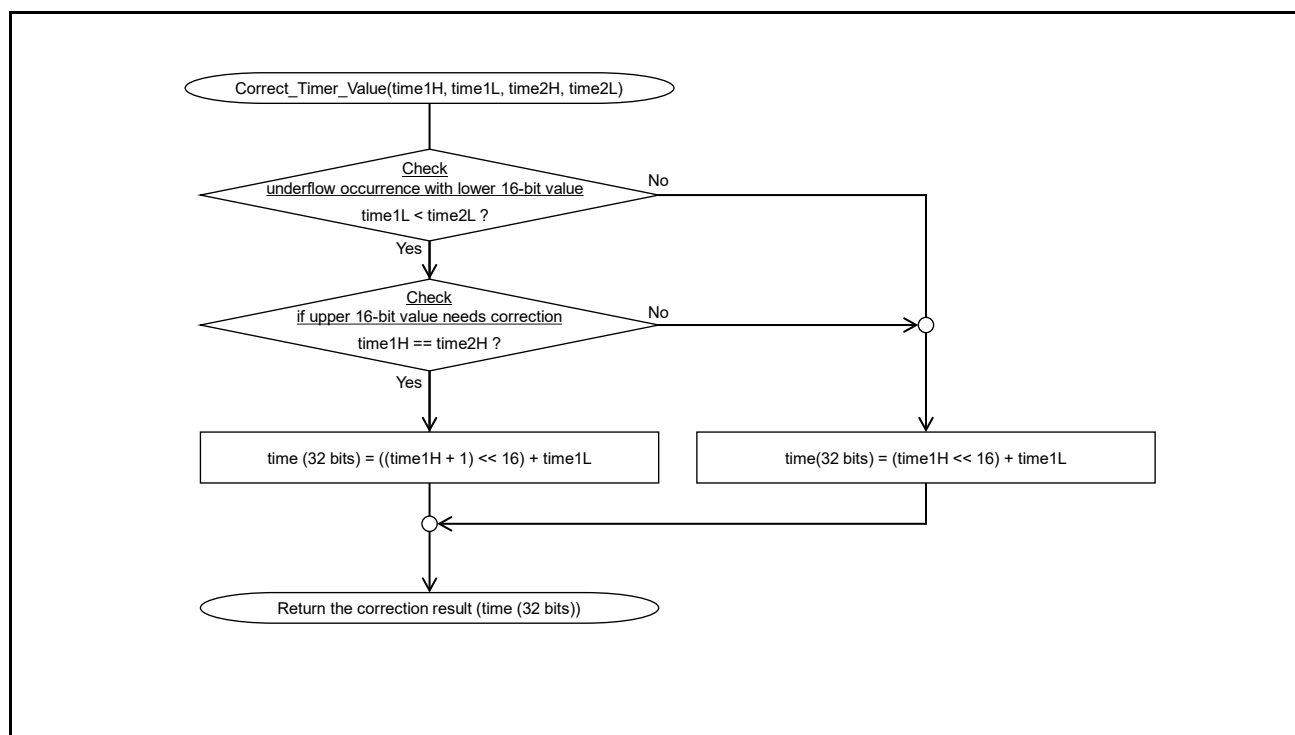 Correct_Timer_Value(time1H, time1L, time2H, time2L)
Check
underflow occurrence with lower 16-bit value
time1L < time2L ?
No
Yes
Check
if upper 16-bit value needs correction
time1H == time2H ?
No
Yes
time (32 bits) = ((time1H + 1) << 16) + time1L
time(32 bits) = (time1H << 16) + time1L
Return the correction result (time (32 bits))